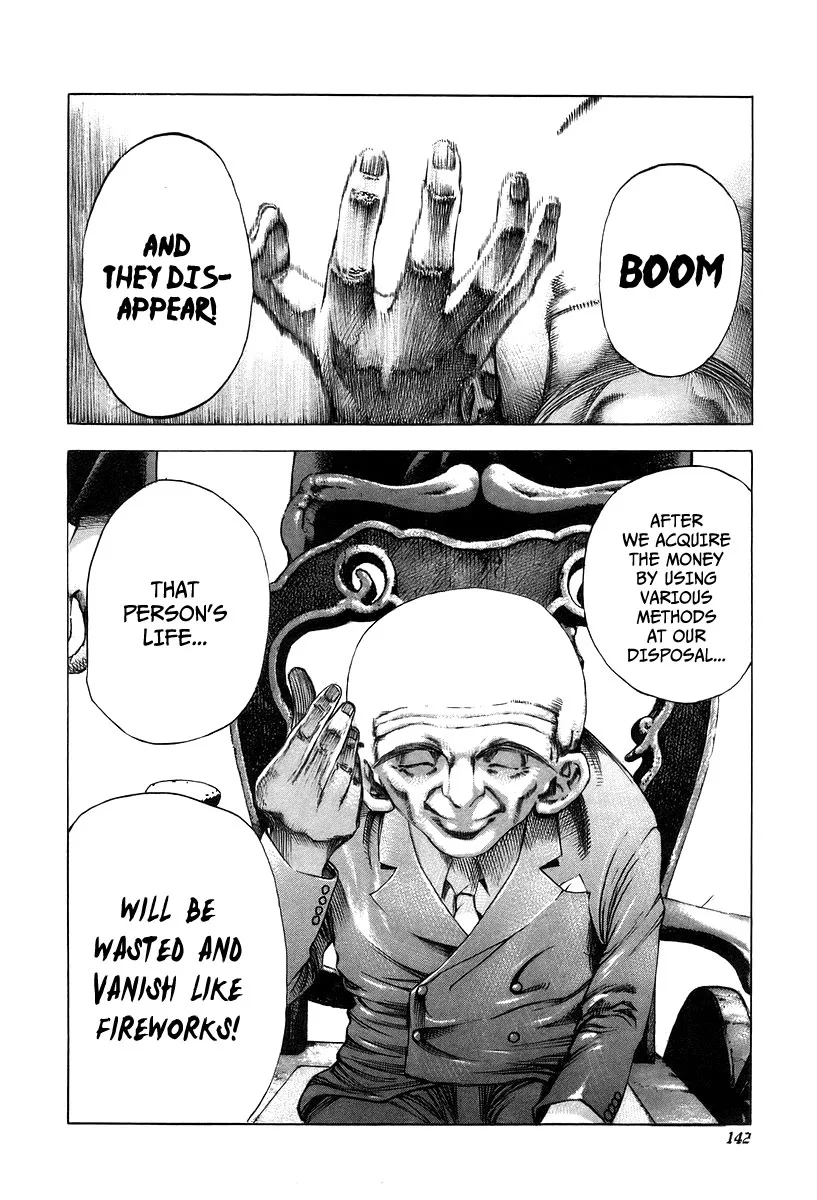 BOOM
AND
THEY DIS-
APPEAR!
AFTER
WE ACQUIRE
THE MONEY
BY USING
VARIOUS
METHODS
AT OUR
DISPOSAL...
THAT
PERSON'S
LIFE...
WILL BE
WASTED AND
VANISH LIKE
FIREWORKS!
142